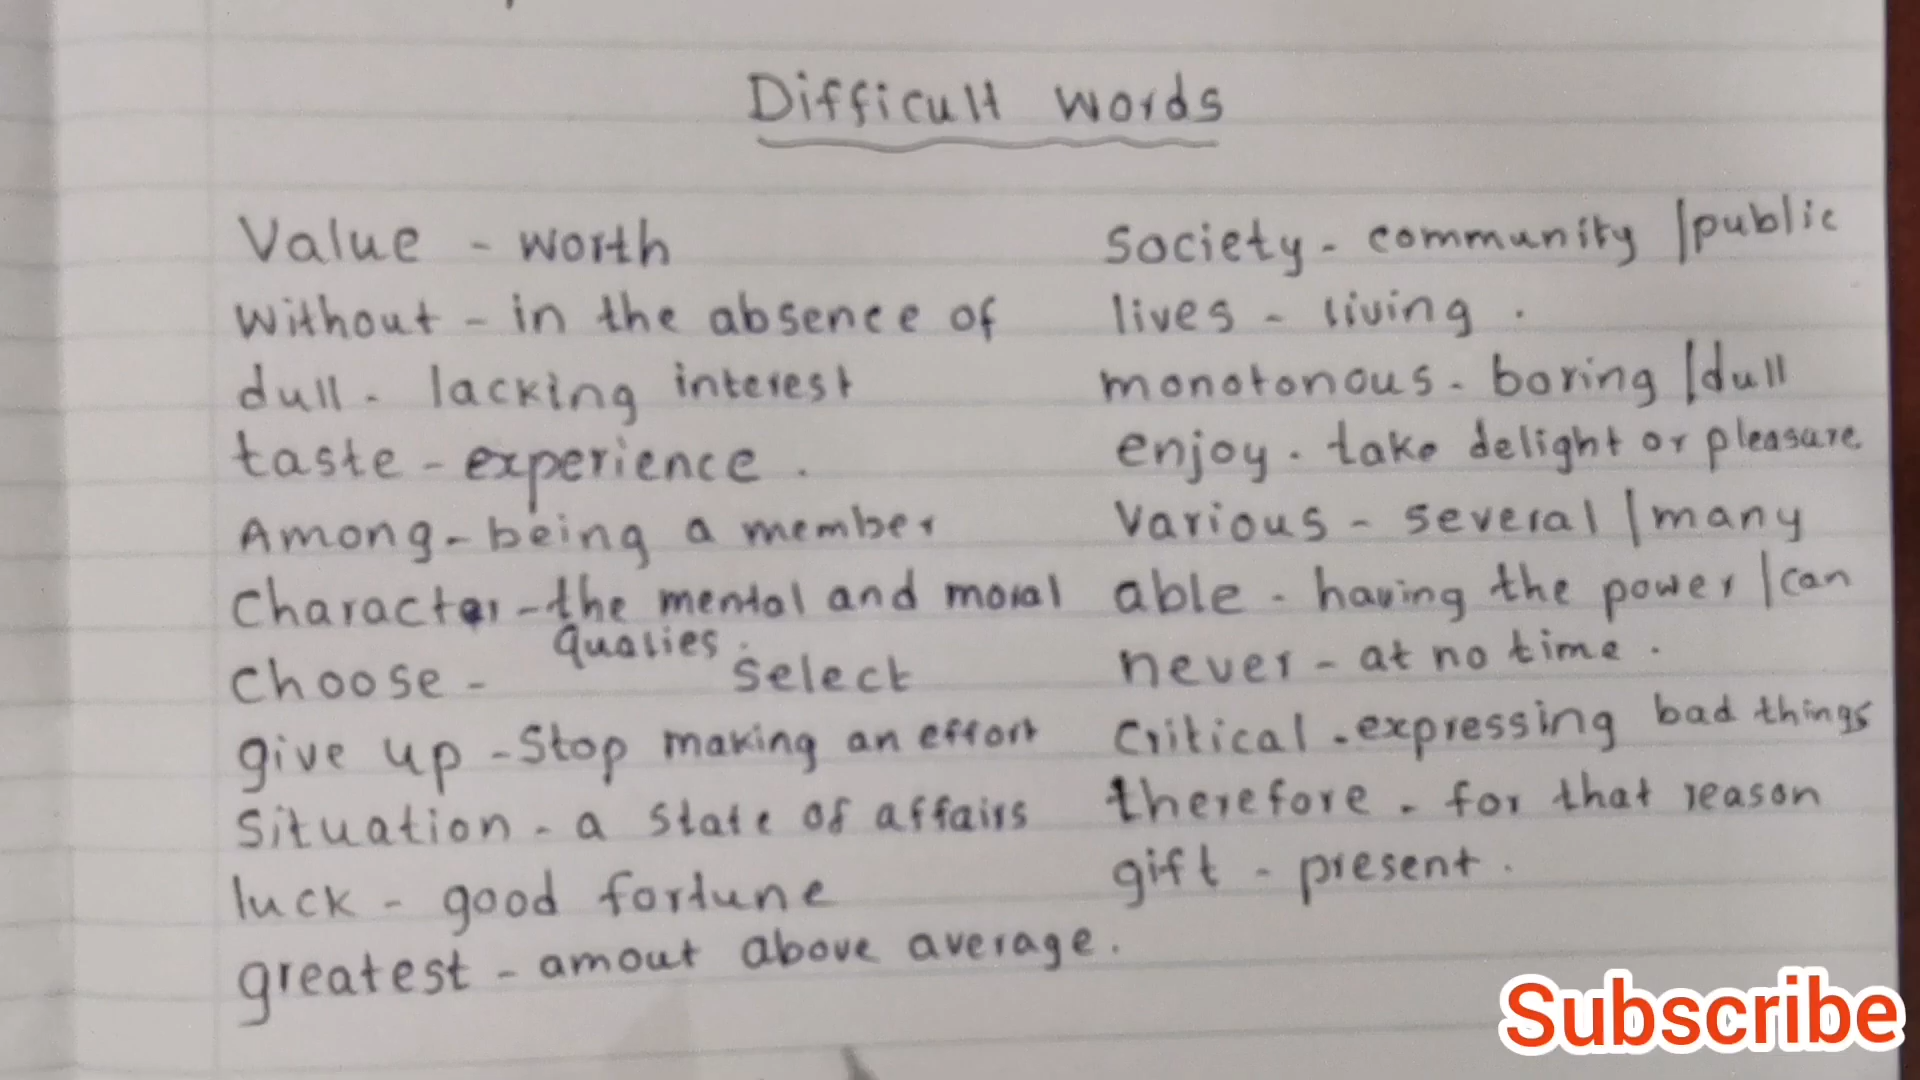 Difficult words
Value - worth
without - in the absence of
dull - lacking interest
taste - experience.
Among - being a member
Character - the mental and moral
Qualies.
choose - select
give up - Stop making an effort
Situation - a state of affairs
luck - good fortune
greatest - amout above average.
Society - community / public
lives - living.
monotonous - boring / dull
enjoy - take delight or pleasure
Various - several / many
able - having the power / can
never - at no time.
Critical - expressing bad things
therefore - for that reason
gift - present.
Subscribe